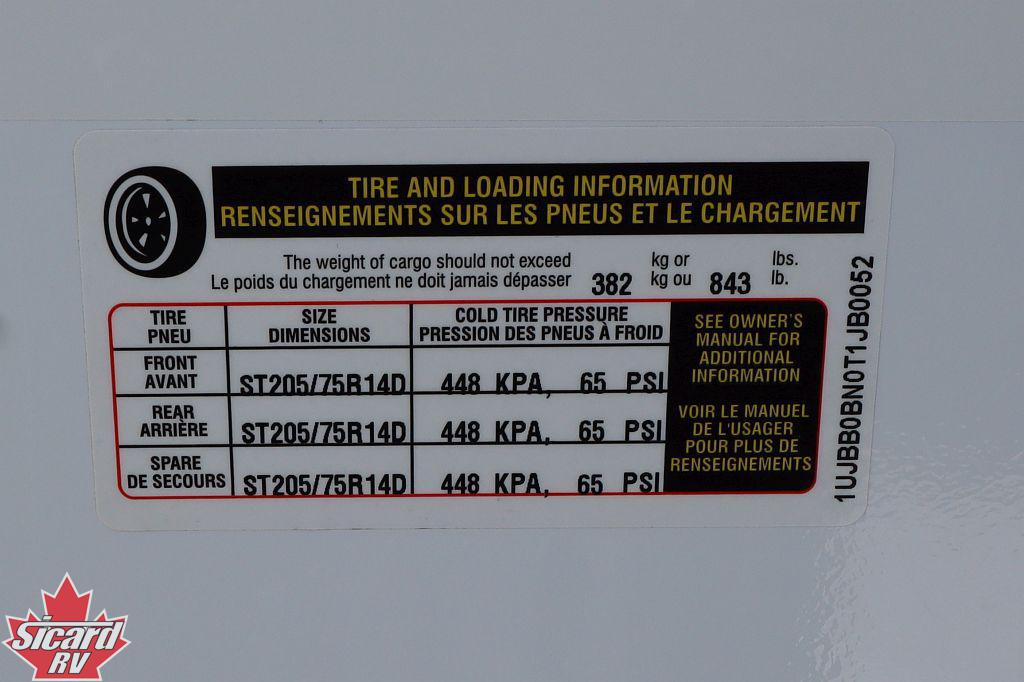 TIRE AND LOADING INFORMATION
RENSEIGNEMENTS SUR LES PNEUS ET LE CHARGEMENT
The weight of cargo should not exceed kg or lbs.
Le poids du chargement ne doit jamais dépasser 382 kg ou 843 lb.
TIRE SIZE COLD TIRE PRESSURE
PNEU DIMENSIONS PRESSION DES PNEUS À FROID
FRONT
AVANT ST205/75R14D 448 KPA, 65 PSI
REAR
ARRIÈRE ST205/75R14D 448 KPA, 65 PSI
SPARE
DE SECOURS ST205/75R14D 448 KPA, 65 PSI
SEE OWNER'S
MANUAL FOR
ADDITIONAL
INFORMATION
VOIR LE MANUEL
DE L'USAGER
POUR PLUS DE
RENSEIGNEMENTS
1UJBB0BN0T1JB0052
Sicard
RV